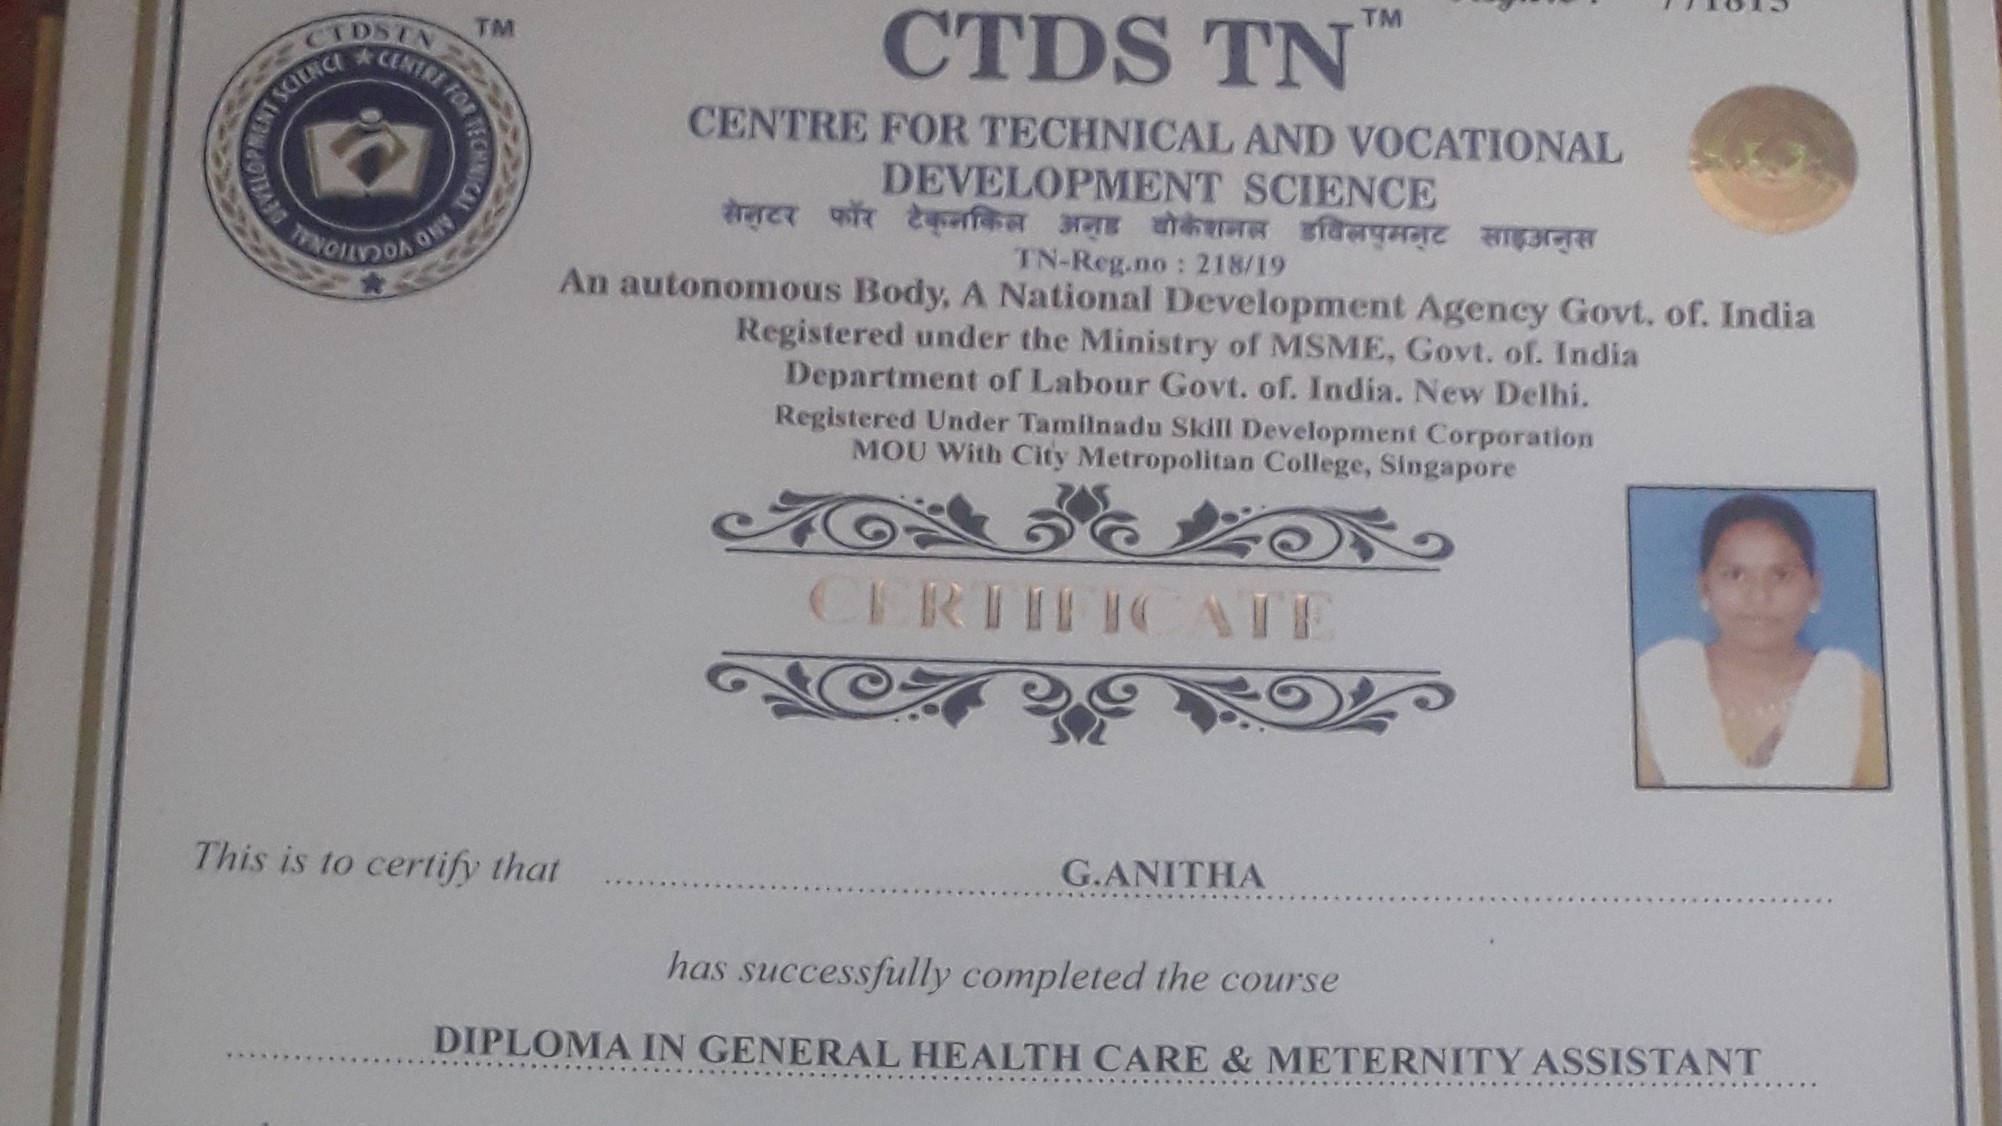 771815
CTDSTN
CENTRE FOR TECHNICAL AND VOCATIONAL DEVELOPMENT SCIENCE
TM
CTDS TN™
CENTRE FOR TECHNICAL AND VOCATIONAL
DEVELOPMENT SCIENCE
सेन्टर फॉर टेक्नकिल अन्ड वोकेशनल डविलप्मन्ट साइअन्स
TN-Reg.no : 218/19
An autonomous Body, A National Development Agency Govt. of. India
Registered under the Ministry of MSME, Govt. of. India
Department of Labour Govt. of. India. New Delhi.
Registered Under Tamilnadu Skill Development Corporation
MOU With City Metropolitan College, Singapore
CERTIFICATE
This is to certify that G.ANITHA
has successfully completed the course
DIPLOMA IN GENERAL HEALTH CARE & METERNITY ASSISTANT